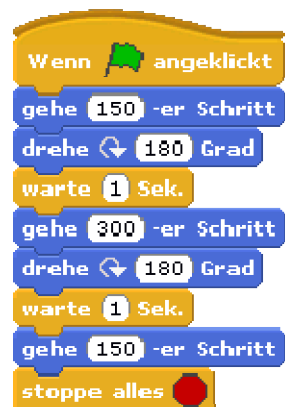 Wenn angeklickt
gehe 150 -er Schritt
drehe 180 Grad
warte 1 Sek.
gehe 300 -er Schritt
drehe 180 Grad
warte 1 Sek.
gehe 150 -er Schritt
stoppe alles